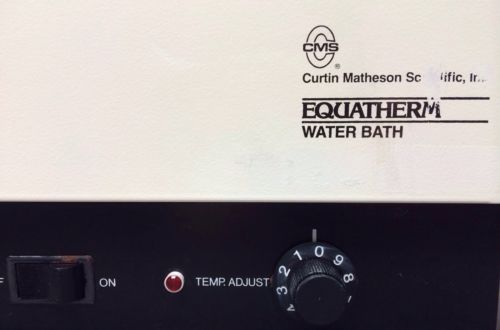 CMS
®
Curtin Matheson
EQUATHERM
WATER BATH
ON
TEMP. ADJUST
3 2 1 0 9 8